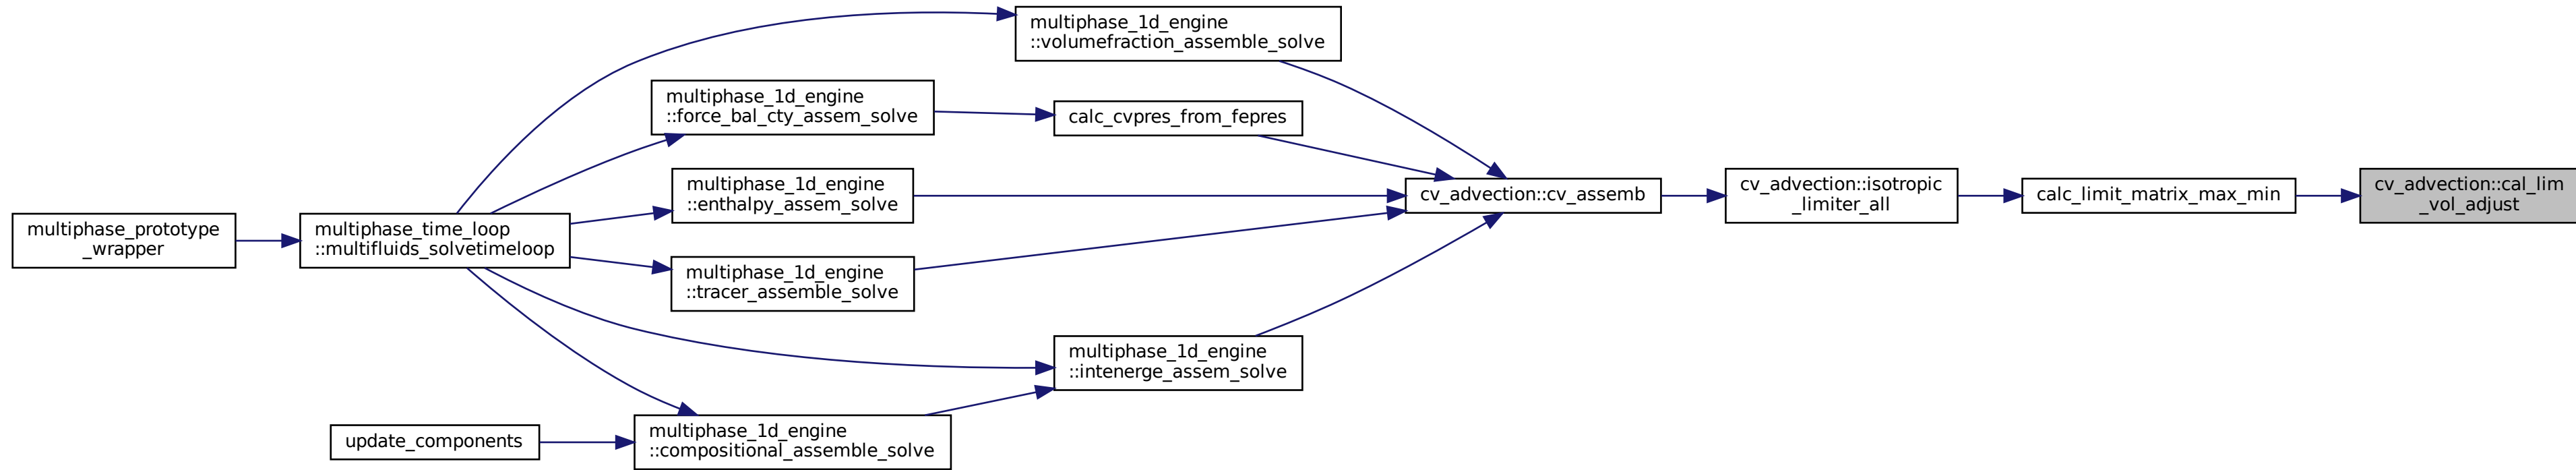 multiphase_1d_engine
::volumefraction_assemble_solve
multiphase_1d_engine
::force_bal_cty_assem_solve
calc_cvpres_from_fepres
multiphase_1d_engine
::enthalpy_assem_solve
cv_advection::cv_assemb
cv_advection::isotropic
_limiter_all
calc_limit_matrix_max_min
cv_advection::cal_lim
_vol_adjust
multiphase_prototype
_wrapper
multiphase_time_loop
::multifluids_solvetimeloop
multiphase_1d_engine
::tracer_assemble_solve
multiphase_1d_engine
::intenerge_assem_solve
update_components
multiphase_1d_engine
::compositional_assemble_solve